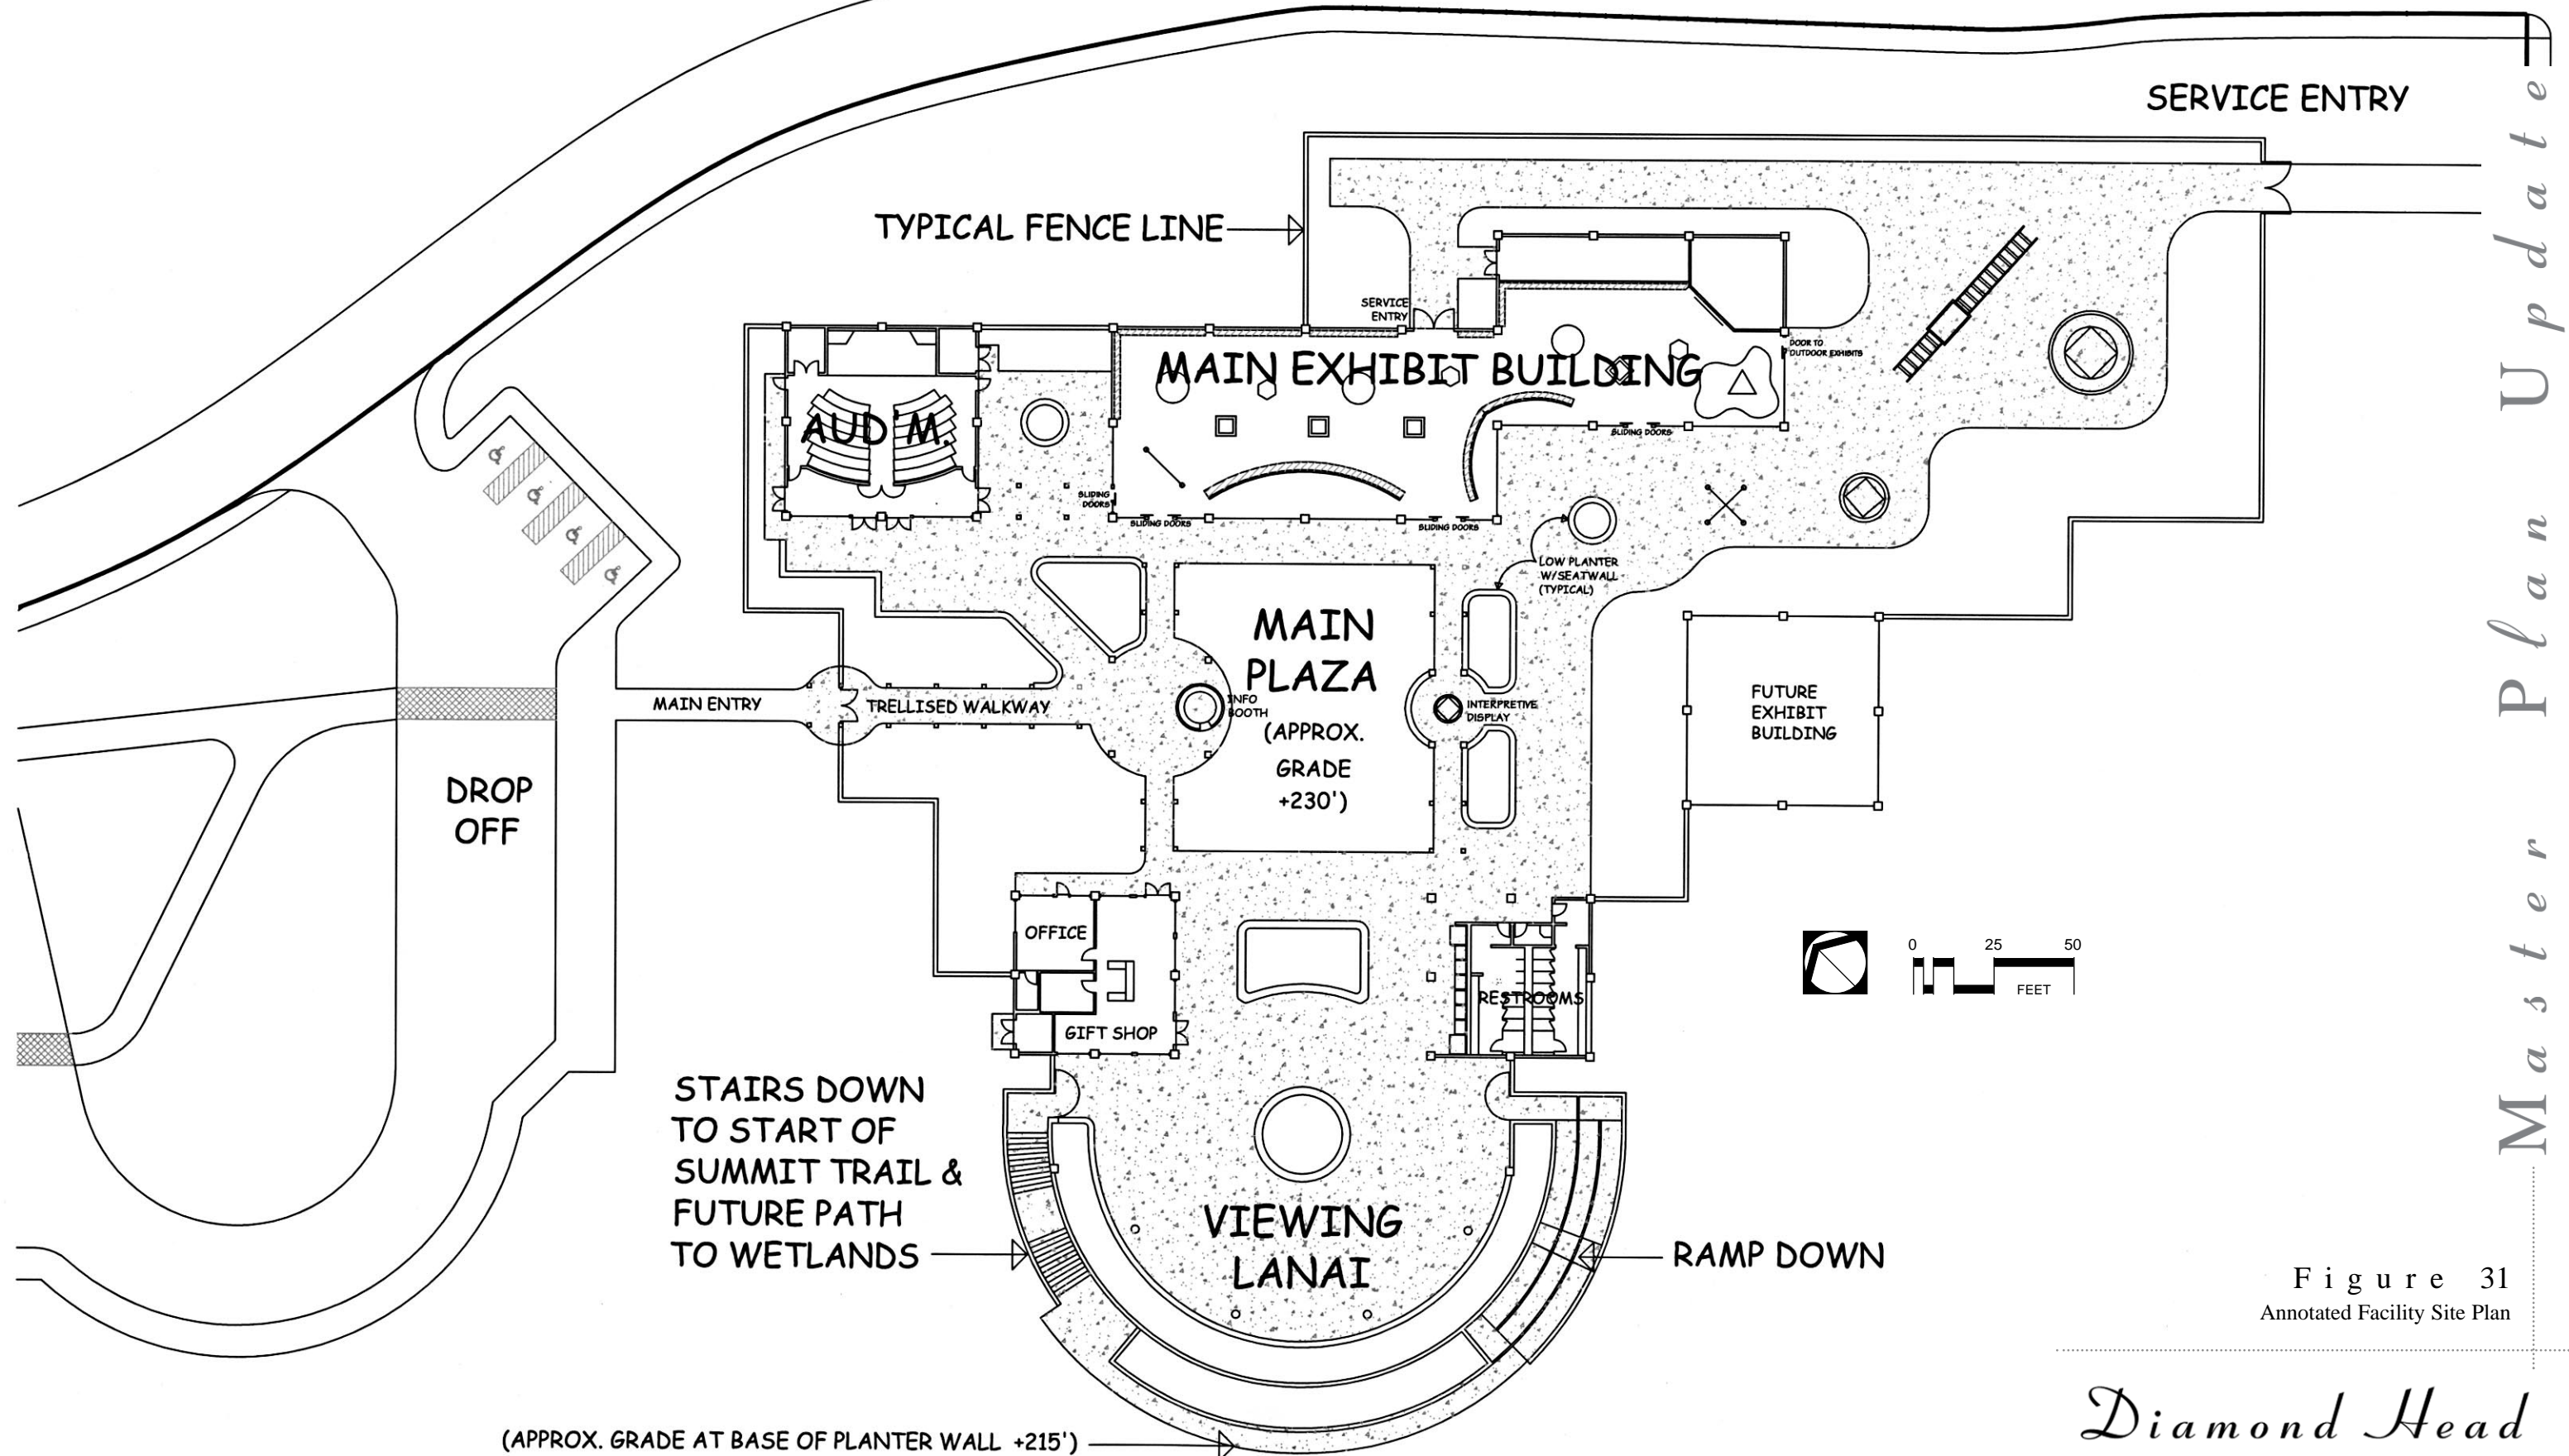 SERVICE ENTRY
TYPICAL FENCE LINE
SERVICE
ENTRY
MAIN EXHIBIT BUILDING
DOOR TO
OUTDOOR EXHIBITS
AUD'M.
SLIDING DOORS
SLIDING
DOORS
SLIDING DOORS
SLIDING DOORS
LOW PLANTER
W/SEATWALL
(TYPICAL)
MAIN
PLAZA
(APPROX.
GRADE
+230')
INFO
BOOTH
INTERPRETIVE
DISPLAY
MAIN ENTRY
TRELLISED WALKWAY
FUTURE
EXHIBIT
BUILDING
DROP
OFF
OFFICE
GIFT SHOP
RESTROOMS
0 25 50
FEET
STAIRS DOWN
TO START OF
SUMMIT TRAIL &
FUTURE PATH
TO WETLANDS
VIEWING
LANAI
RAMP DOWN
(APPROX. GRADE AT BASE OF PLANTER WALL +215')
Master Plan Update
Figure 31
Annotated Facility Site Plan
Diamond Head